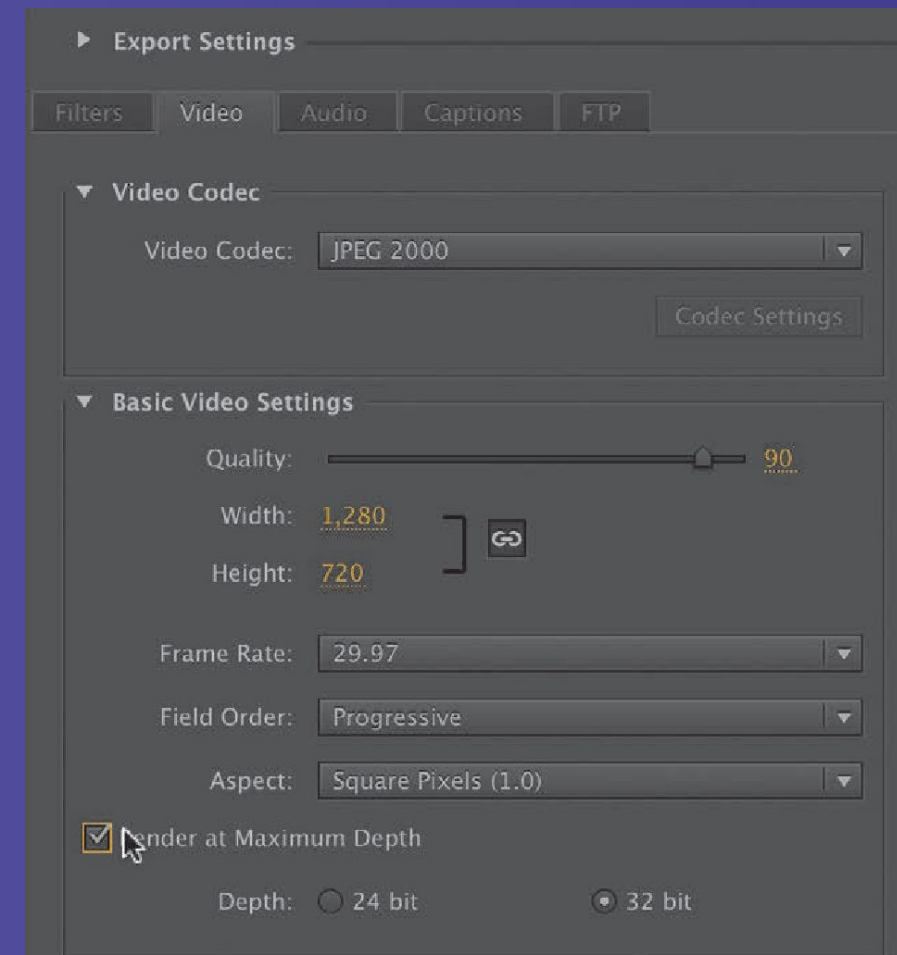 Export Settings
Filters Video Audio Captions FTP
Video Codec
Video Codec: JPEG 2000
Codec Settings
Basic Video Settings
Quality: 90
Width: 1,280
Height: 720
Frame Rate: 29.97
Field Order: Progressive
Aspect: Square Pixels (1.0)
Render at Maximum Depth
Depth: 24 bit 32 bit